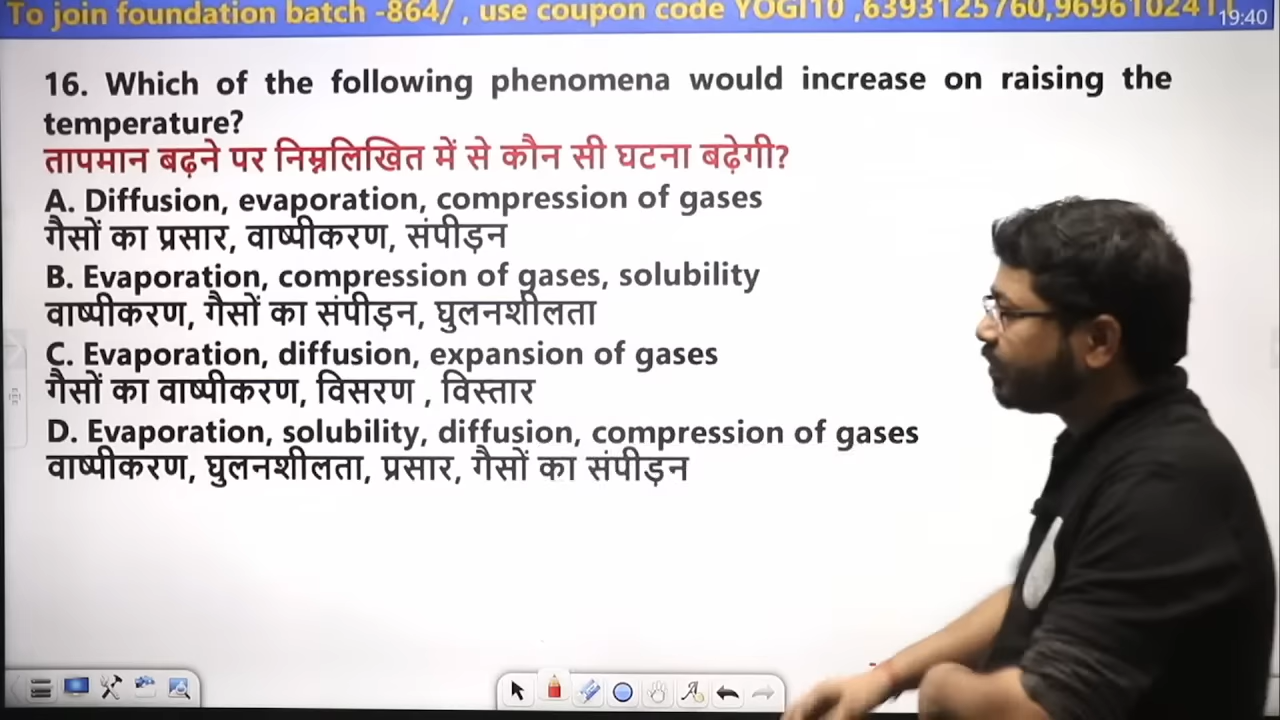 To join foundation batch -864/ , use coupon code YOGI10 ,6393125760,9696102411
19:40
16. Which of the following phenomena would increase on raising the
temperature?
तापमान बढ़ने पर निम्नलिखित में से कौन सी घटना बढ़ेगी?
A. Diffusion, evaporation, compression of gases
गैसों का प्रसार, वाष्पीकरण, संपीड़न
B. Evaporation, compression of gases, solubility
वाष्पीकरण, गैसों का संपीड़न, घुलनशीलता
C. Evaporation, diffusion, expansion of gases
गैसों का वाष्पीकरण, विसरण , विस्तार
D. Evaporation, solubility, diffusion, compression of gases
वाष्पीकरण, घुलनशीलता, प्रसार, गैसों का संपीड़न